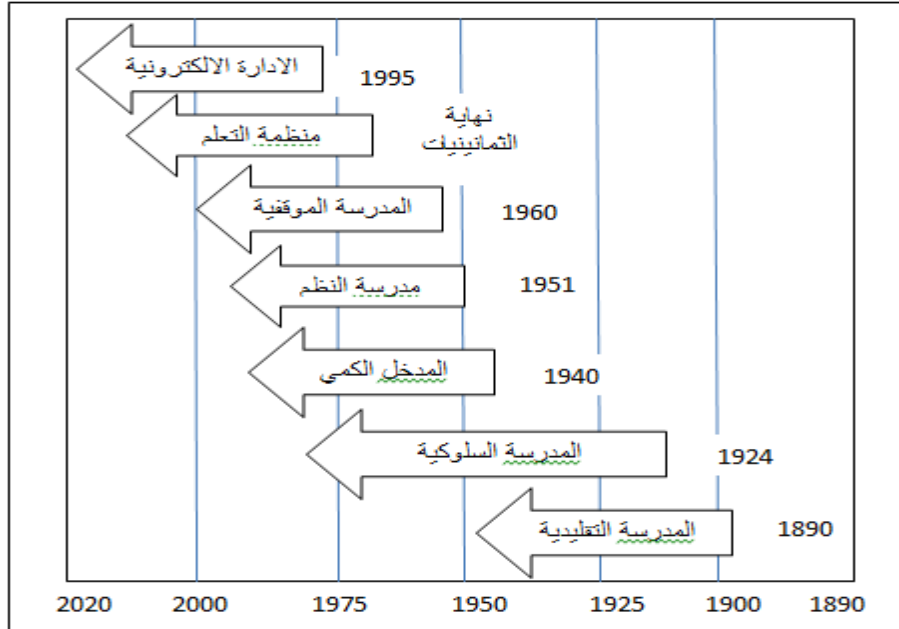 الادارة الالكترونية
1995
نهاية
الثمانينيات
منظمة التعلم
المدرسة الموقفية
1960
مدرسة النظم
1951
المدخل الكمي
1940
المدرسة السلوكية
1924
المدرسة التقليدية
1890
2020 2000 1975 1950 1925 1900 1890